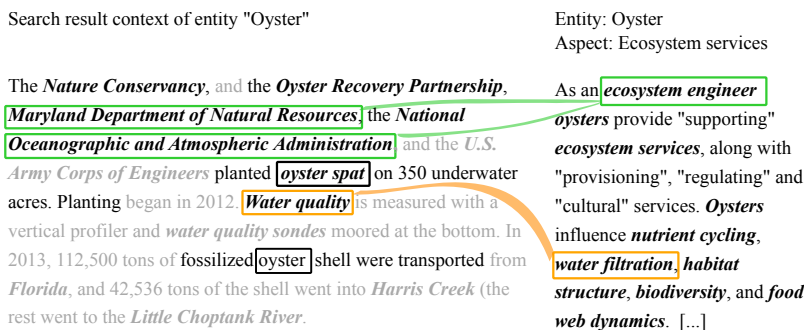 Search result context of entity "Oyster"
The Nature Conservancy, and the Oyster Recovery Partnership,
Maryland Department of Natural Resources, the National
Oceanographic and Atmospheric Administration, and the U.S.
Army Corps of Engineers planted oyster spat on 350 underwater
acres. Planting began in 2012. Water quality is measured with a
vertical profiler and water quality sondes moored at the bottom. In
2013, 112,500 tons of fossilized oyster shell were transported from
Florida, and 42,536 tons of the shell went into Harris Creek (the
rest went to the Little Choptank River.
Entity: Oyster
Aspect: Ecosystem services
As an ecosystem engineer
oysters provide "supporting"
ecosystem services, along with
"provisioning", "regulating" and
"cultural" services. Oysters
influence nutrient cycling,
water filtration, habitat
structure, biodiversity, and food
web dynamics. [...]